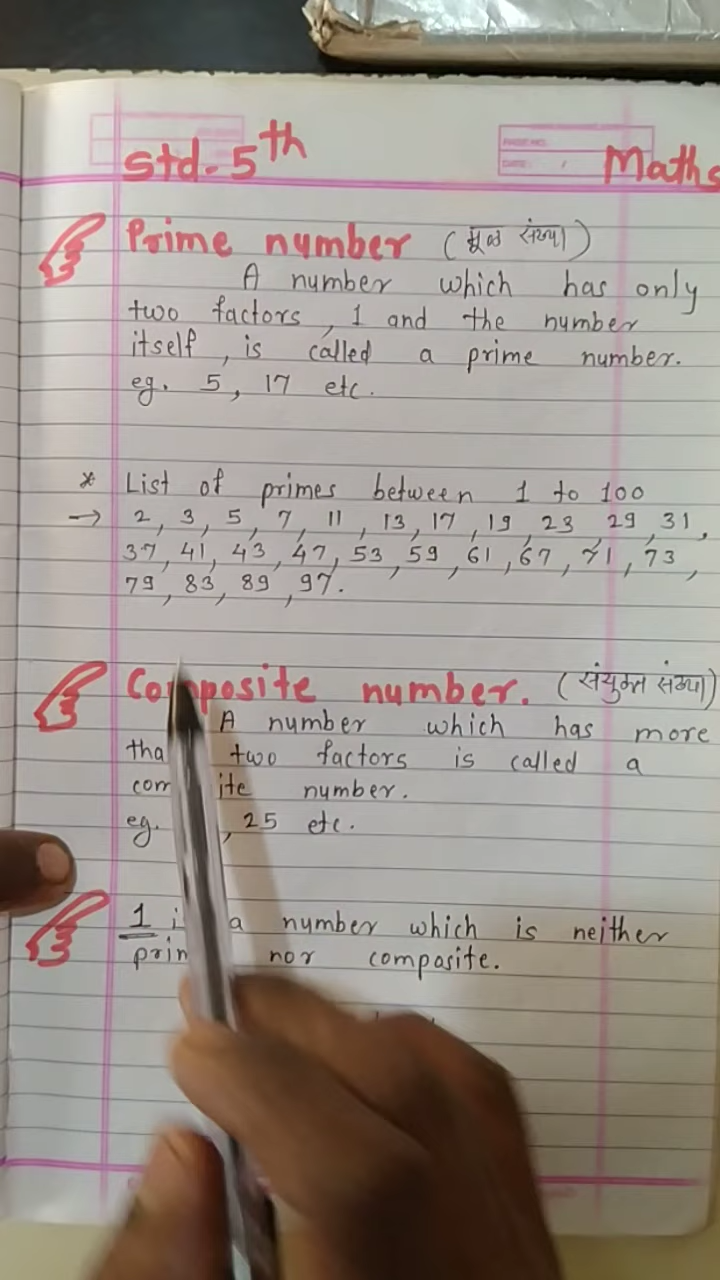 std- 5th
Maths
Prime number (मूळ संख्या)
A number which has only
two factors, 1 and the number
itself, is called a prime number.
eg. 5, 17 etc.
* List of primes between 1 to 100
→ 2, 3, 5, 7, 11, 13, 17, 19, 23, 29, 31,
37, 41, 43, 47, 53, 59, 61, 67, 71, 73,
79, 83, 89, 97.
Composite number. (संयुक्त संख्या)
A number which has more
two factors is called a
number.
eg. , 25 etc.
1 a number which is neither
nor composite.